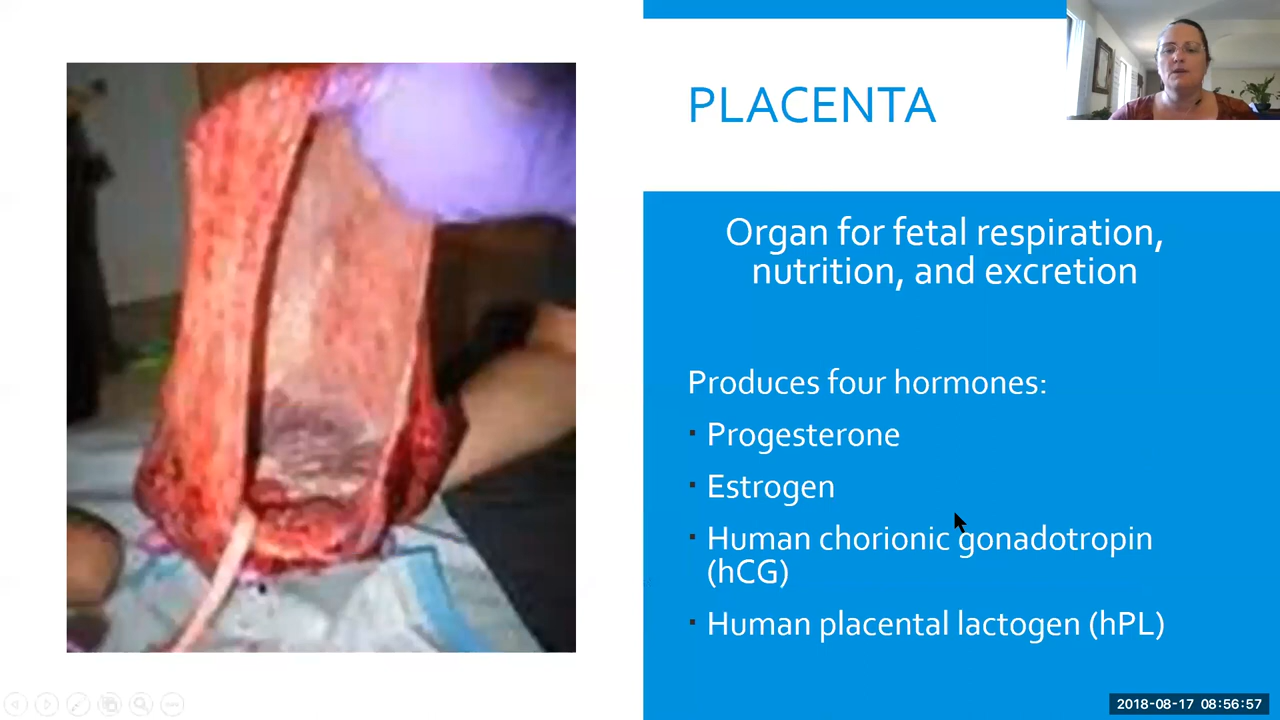 PLACENTA
Organ for fetal respiration,
nutrition, and excretion
Produces four hormones:
▪ Progesterone
▪ Estrogen
▪ Human chorionic gonadotropin
(hCG)
▪ Human placental lactogen (hPL)
2018-08-17 08:56:57